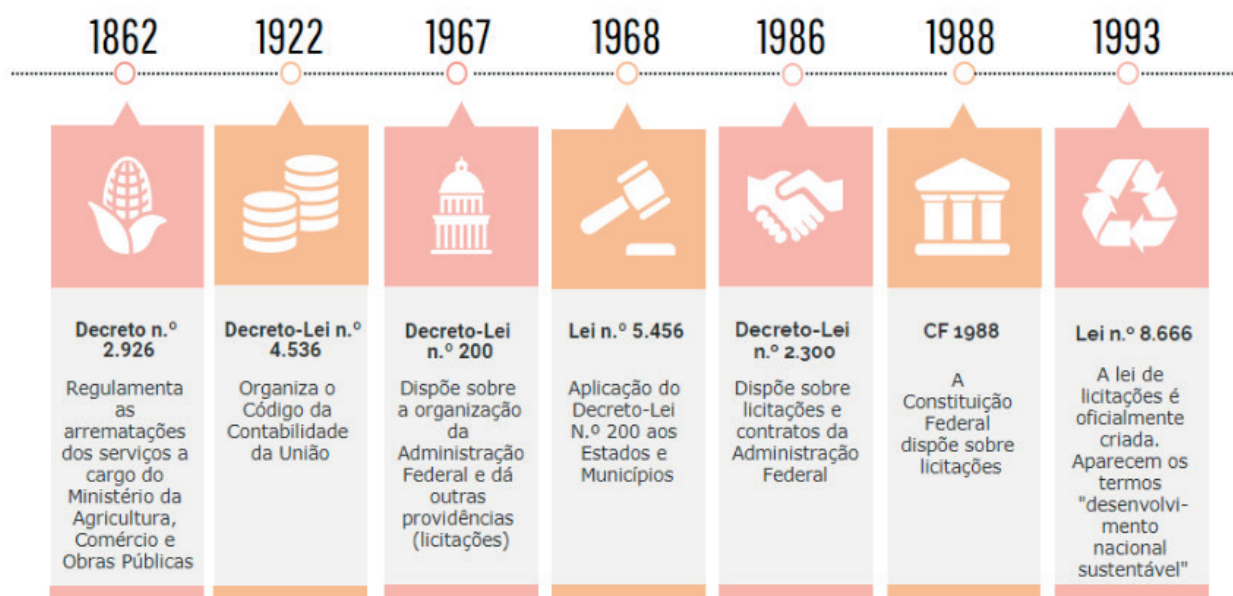 1862
1922
1967
1968
1986
1988
1993
Decreto n.º
2.926
Regulamenta
as
arrematações
dos serviços a
cargo do
Ministério da
Agricultura,
Comércio e
Obras Públicas
Decreto-Lei n.º
4.536
Organiza o
Código da
Contabilidade
da União
Decreto-Lei
n.º 200
Dispõe sobre
a organização
da
Administração
Federal e dá
outras
providências
(licitações)
Lei n.º 5.456
Aplicação do
Decreto-Lei
N.º 200 aos
Estados e
Municípios
Decreto-Lei
n.º 2.300
Dispõe sobre
licitações e
contratos da
Administração
Federal
CF 1988
A
Constituição
Federal
dispõe sobre
licitações
Lei n.º 8.666
A lei de
licitações é
oficialmente
criada.
Aparecem os
termos
"desenvolvi-
mento
nacional
sustentável"